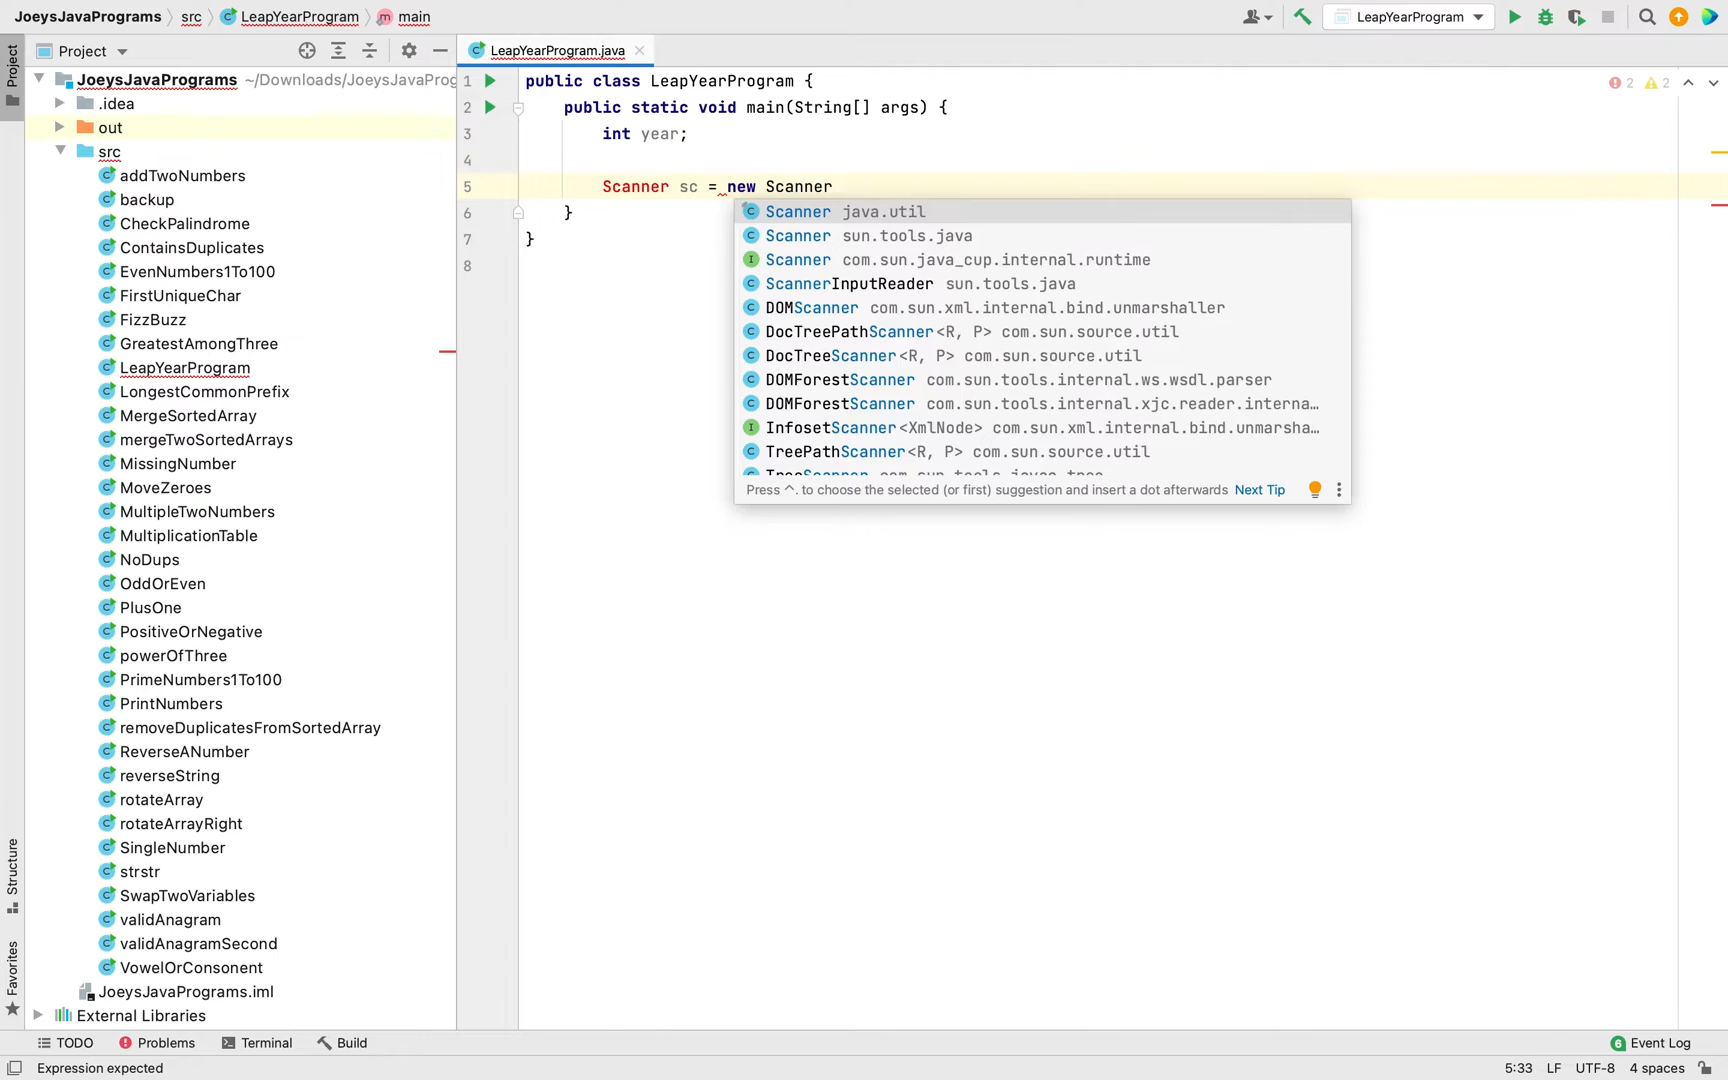 JoeysJavaPrograms src LeapYearProgram main
LeapYearProgram
Project
Project
LeapYearProgram.java
JoeysJavaPrograms ~/Downloads/JoeysJavaProg
.idea
out
src
addTwoNumbers
backup
CheckPalindrome
ContainsDuplicates
EvenNumbers1To100
FirstUniqueChar
FizzBuzz
GreatestAmongThree
LeapYearProgram
LongestCommonPrefix
MergeSortedArray
mergeTwoSortedArrays
MissingNumber
MoveZeroes
MultipleTwoNumbers
MultiplicationTable
NoDups
OddOrEven
PlusOne
PositiveOrNegative
powerOfThree
PrimeNumbers1To100
PrintNumbers
removeDuplicatesFromSortedArray
ReverseANumber
reverseString
rotateArray
rotateArrayRight
SingleNumber
strstr
SwapTwoVariables
validAnagram
validAnagramSecond
VowelOrConsonent
JoeysJavaPrograms.iml
External Libraries
Structure
Favorites
1 public class LeapYearProgram {
2 public static void main(String[] args) {
3 int year;
4
5 Scanner sc = new Scanner
6 }
7 }
8
2 2
Scanner java.util
Scanner sun.tools.java
Scanner com.sun.java_cup.internal.runtime
ScannerInputReader sun.tools.java
DOMScanner com.sun.xml.internal.bind.unmarshaller
DocTreePathScanner<R, P> com.sun.source.util
DocTreeScanner<R, P> com.sun.source.util
DOMForestScanner com.sun.tools.internal.ws.wsdl.parser
DOMForestScanner com.sun.tools.internal.xjc.reader.interna…
InfosetScanner<XmlNode> com.sun.xml.internal.bind.unmarsha…
TreePathScanner<R, P> com.sun.source.util
TreeScanner com.sun.tools.javac.tree
Press ^. to choose the selected (or first) suggestion and insert a dot afterwards Next Tip
TODO Problems Terminal Build 6 Event Log
Expression expected 5:33 LF UTF-8 4 spaces